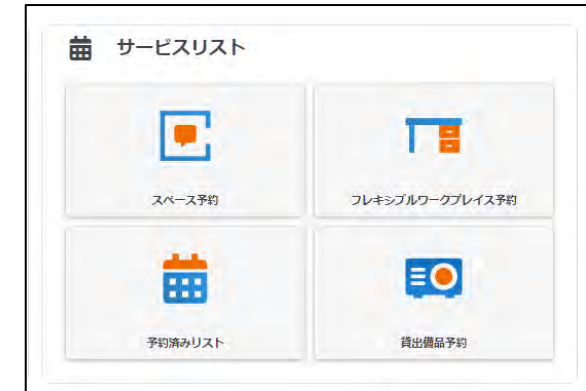 サービスリスト
スペース予約
フレキシブルワークプレイス予約
予約済みリスト
貸出備品予約